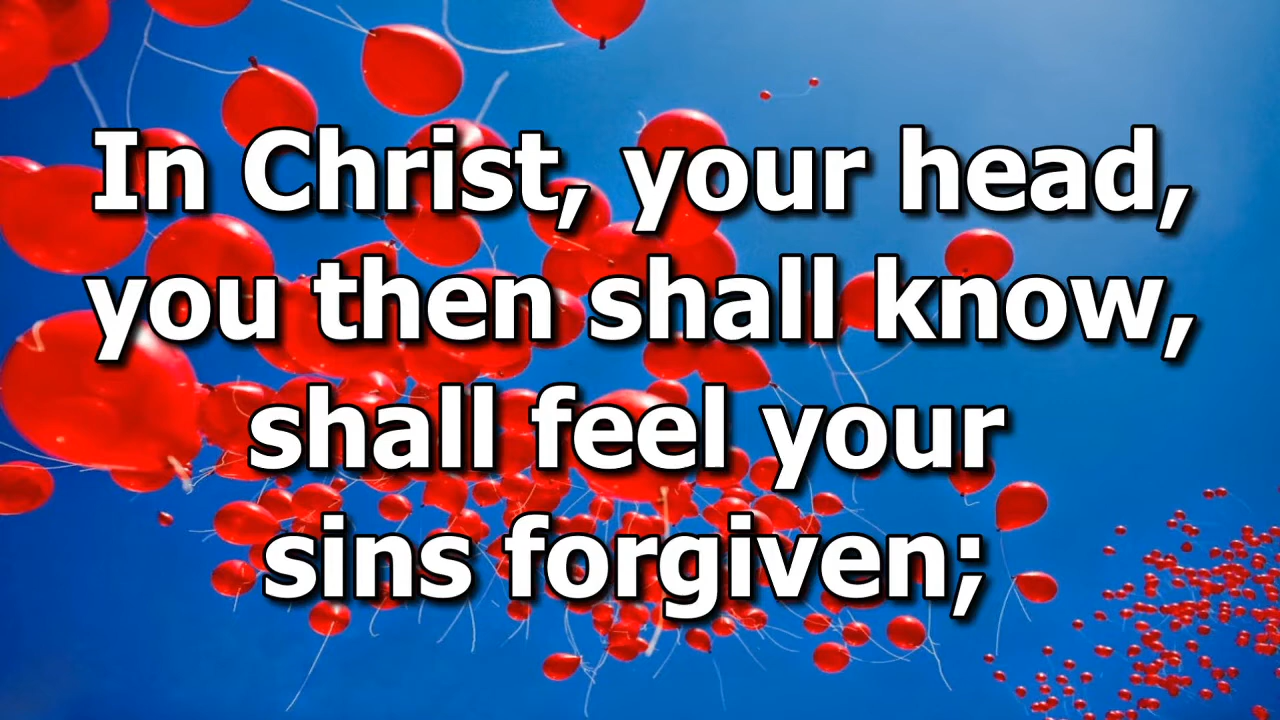 In Christ, your head,
you then shall know,
shall feel your
sins forgiven;